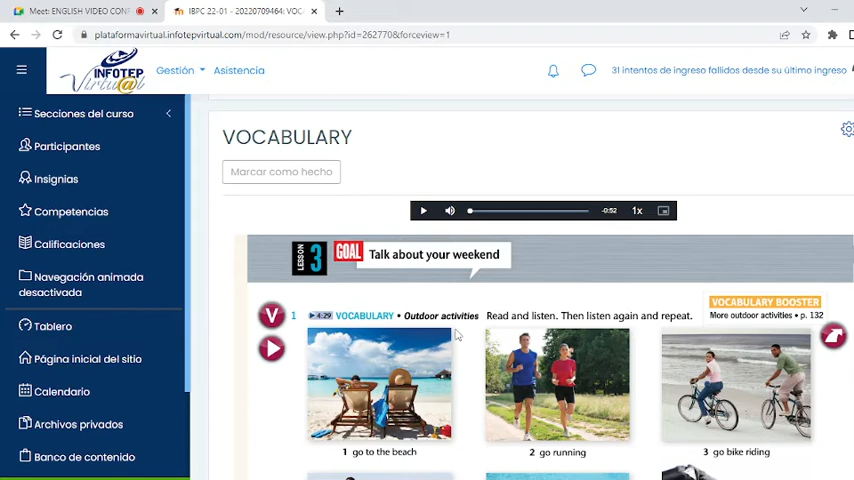 Meet: ENGLISH VIDEO CONF
IBPC 22-01 - 20220709464: VOCA
plataformavirtual.infotepvirtual.com/mod/resource/view.php?id=262770&forceview=1
INFOTEP
Virtu@l
Gestión
Asistencia
31 intentos de ingreso fallidos desde su último ingreso
Secciones del curso
Participantes
Insignias
Competencias
Calificaciones
Navegación animada
desactivada
Tablero
Página inicial del sitio
Calendario
Archivos privados
Banco de contenido
VOCABULARY
Marcar como hecho
-0:52
1x
LESSON 3 GOAL Talk about your weekend
V 1 4:29 VOCABULARY • Outdoor activities Read and listen. Then listen again and repeat.
VOCABULARY BOOSTER
More outdoor activities • p. 132
1 go to the beach
2 go running
3 go bike riding